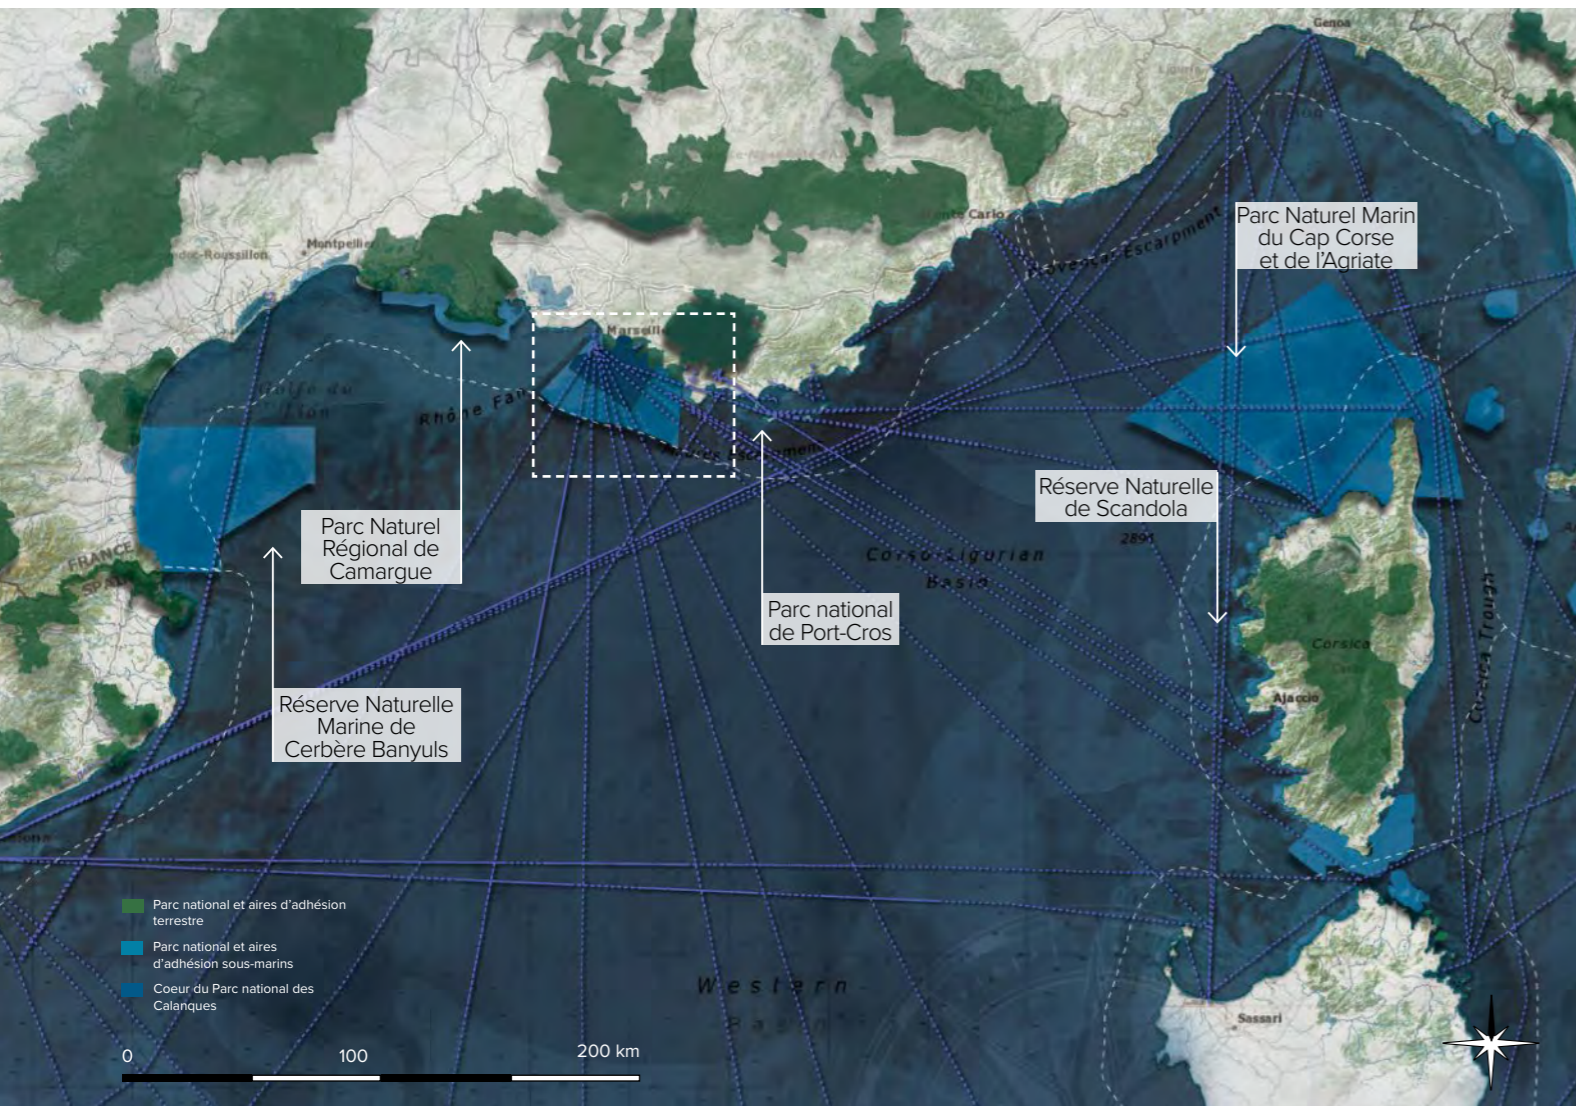 Genoa
Monte Carlo
Provençal Escarpment
Parc Naturel Marin
du Cap Corse
et de l'Agriate
Montpellier
Marseille
Golfe du
Lion
Rhône Fan
Réserve Naturelle
de Scandola
2891
Corso-Ligurian
Basin
Parc Naturel
Régional de
Camargue
FRANCE
SPAIN
Parc national
de Port-Cros
Corsica
Corsica Trough
Ajaccio
Réserve Naturelle
Marine de
Cerbère Banyuls
Parc national et aires d'adhésion
terrestre
Parc national et aires
d'adhésion sous-marins
Coeur du Parc national des
Calanques
Western
Basin
Sassari
0 100 200 km